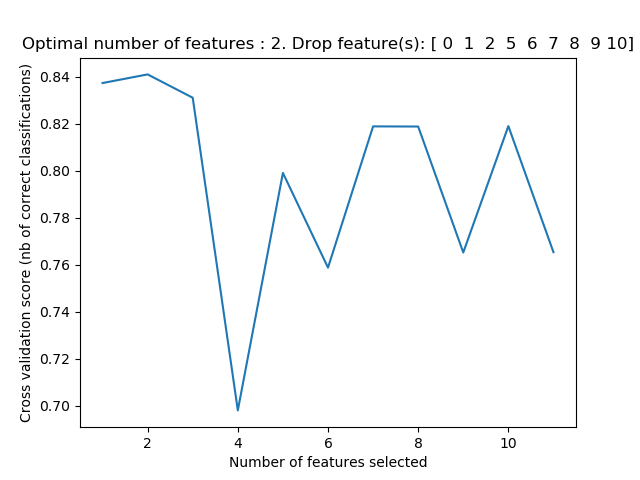 Optimal number of features : 2. Drop feature(s): [ 0  1  2  5  6  7  8  9 10]
Cross validation score (nb of correct classifications)
0.84
0.82
0.80
0.78
0.76
0.74
0.72
0.70
2 4 6 8 10
Number of features selected